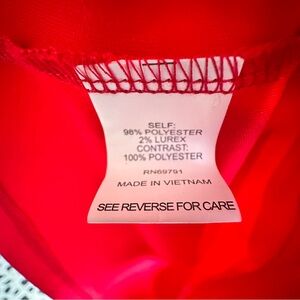 SELF:
98% POLYESTER
2% LUREX
CONTRAST:
100% POLYESTER
RN69791
MADE IN VIETNAM
SEE REVERSE FOR CARE